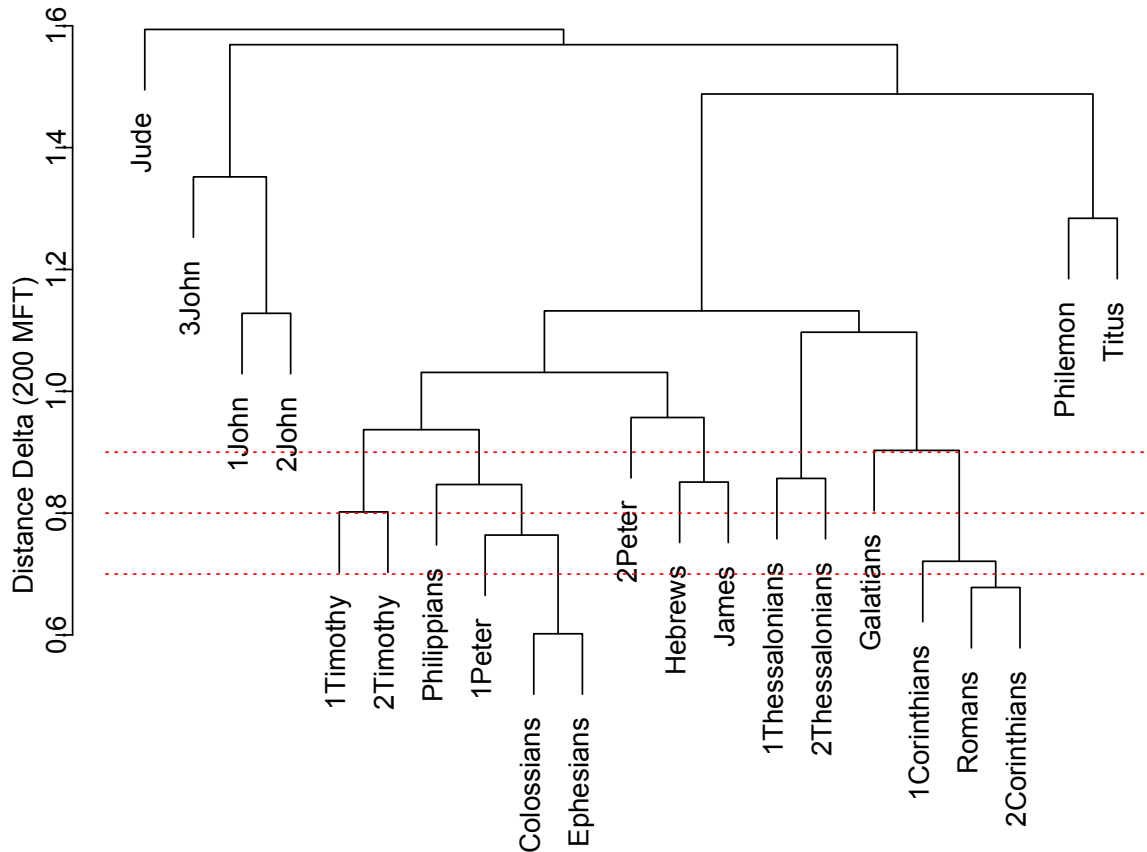 Distance Delta (200 MFT)
1.6
1.4
1.2
1.0
0.8
0.6
Jude
3John
1John
2John
1Timothy
2Timothy
Philippians
1Peter
Colossians
Ephesians
2Peter
Hebrews
James
1Thessalonians
2Thessalonians
Galatians
1Corinthians
Romans
2Corinthians
Philemon
Titus